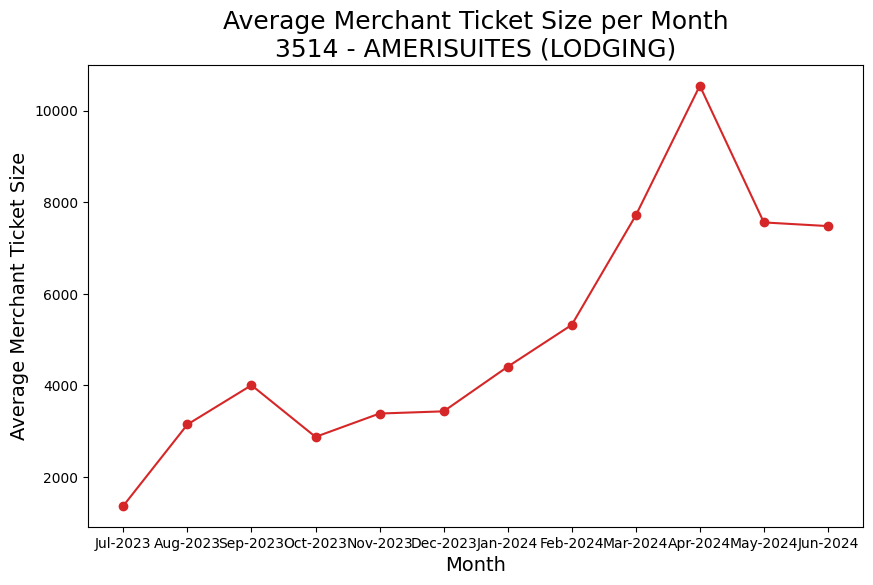 Average Merchant Ticket Size per Month
3514 - AMERISUITES (LODGING)
Average Merchant Ticket Size
10000
8000
6000
4000
2000
Jul-2023 Aug-2023 Sep-2023 Oct-2023 Nov-2023 Dec-2023 Jan-2024 Feb-2024 Mar-2024 Apr-2024 May-2024 Jun-2024
Month